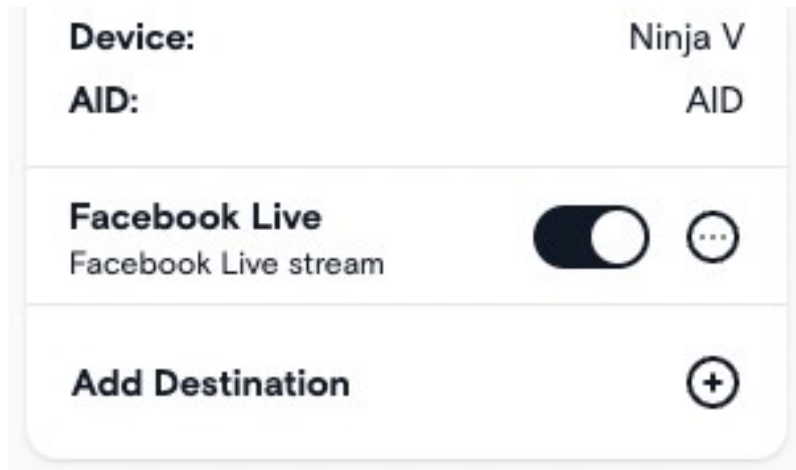 Device: Ninja V
AID: AID
Facebook Live
Facebook Live stream
Add Destination